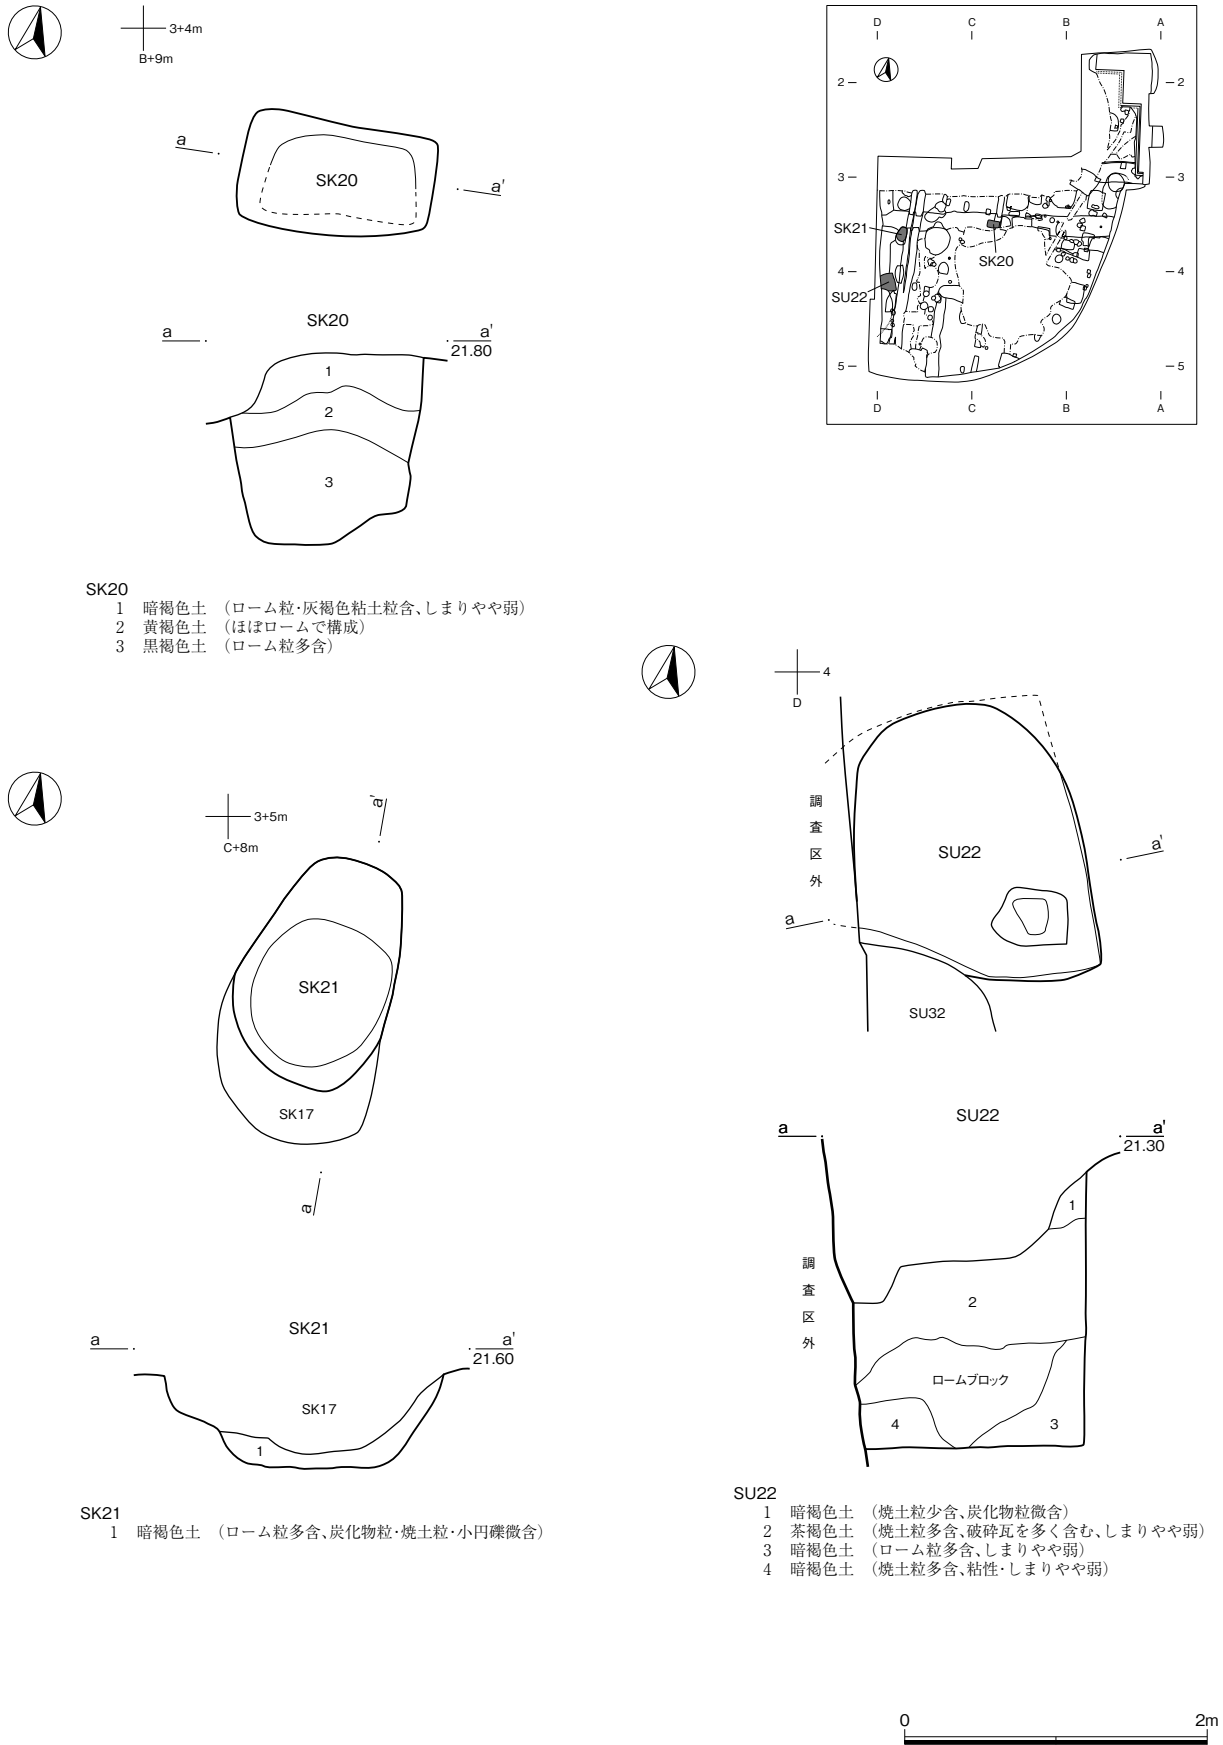 3+4m
B+9m
a
SK20
a'
SK20
a
a'
21.80
1
2
3
SK20
1 暗褐色土 （ローム粒・灰褐色粘土粒含、しまりやや弱）
2 黄褐色土 （ほぼロームで構成）
3 黒褐色土 （ローム粒多含）
D C B A
2 2
3 3
SK21
SK20
4 4
SU22
5 5
D C B A
3+5m
C+8m
a'
SK21
SK17
a
SK21
a
a'
21.60
SK17
1
SK21
1 暗褐色土 （ローム粒多含、炭化物粒・焼土粒・小円礫微含）
4
D
調査区外
SU22
a'
a
SU32
SU22
a
a'
21.30
1
調査区外
2
ロームブロック
4
3
SU22
1 暗褐色土 （焼土粒少含、炭化物粒微含）
2 茶褐色土 （焼土粒多含、破砕瓦を多く含む、しまりやや弱）
3 暗褐色土 （ローム粒多含、しまりやや弱）
4 暗褐色土 （焼土粒多含、粘性・しまりやや弱）
0 2m